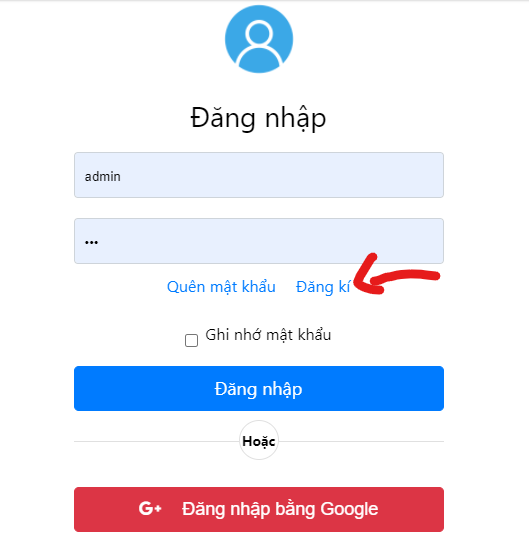 Đăng nhập
admin
•••
Quên mật khẩu Đăng kí
Ghi nhớ mật khẩu
Đăng nhập
Hoặc
G+ Đăng nhập bằng Google